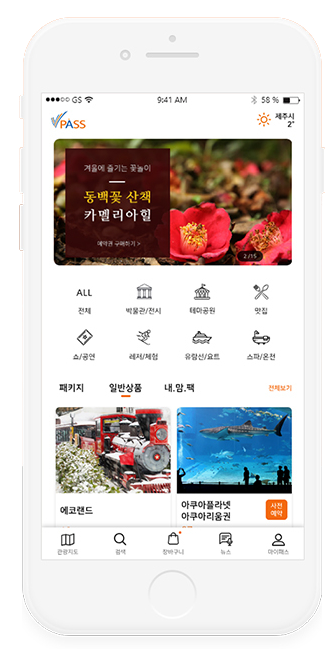 GS
9:41 AM
58 %
VPASS
제주시
2°
겨울에 즐기는 꽃놀이
동백꽃 산책
카멜리아힐
예약권 구매하기 >
2 / 15
ALL
전체
박물관/전시
테마공원
맛집
쇼/공연
레저/체험
유람선/요트
스파/온천
패키지
일반상품
내.맘.팩
전체보기
에코랜드
아쿠아플라넷
아쿠아리움권
사전
예약
관광지도
검색
장바구니
뉴스
마이패스